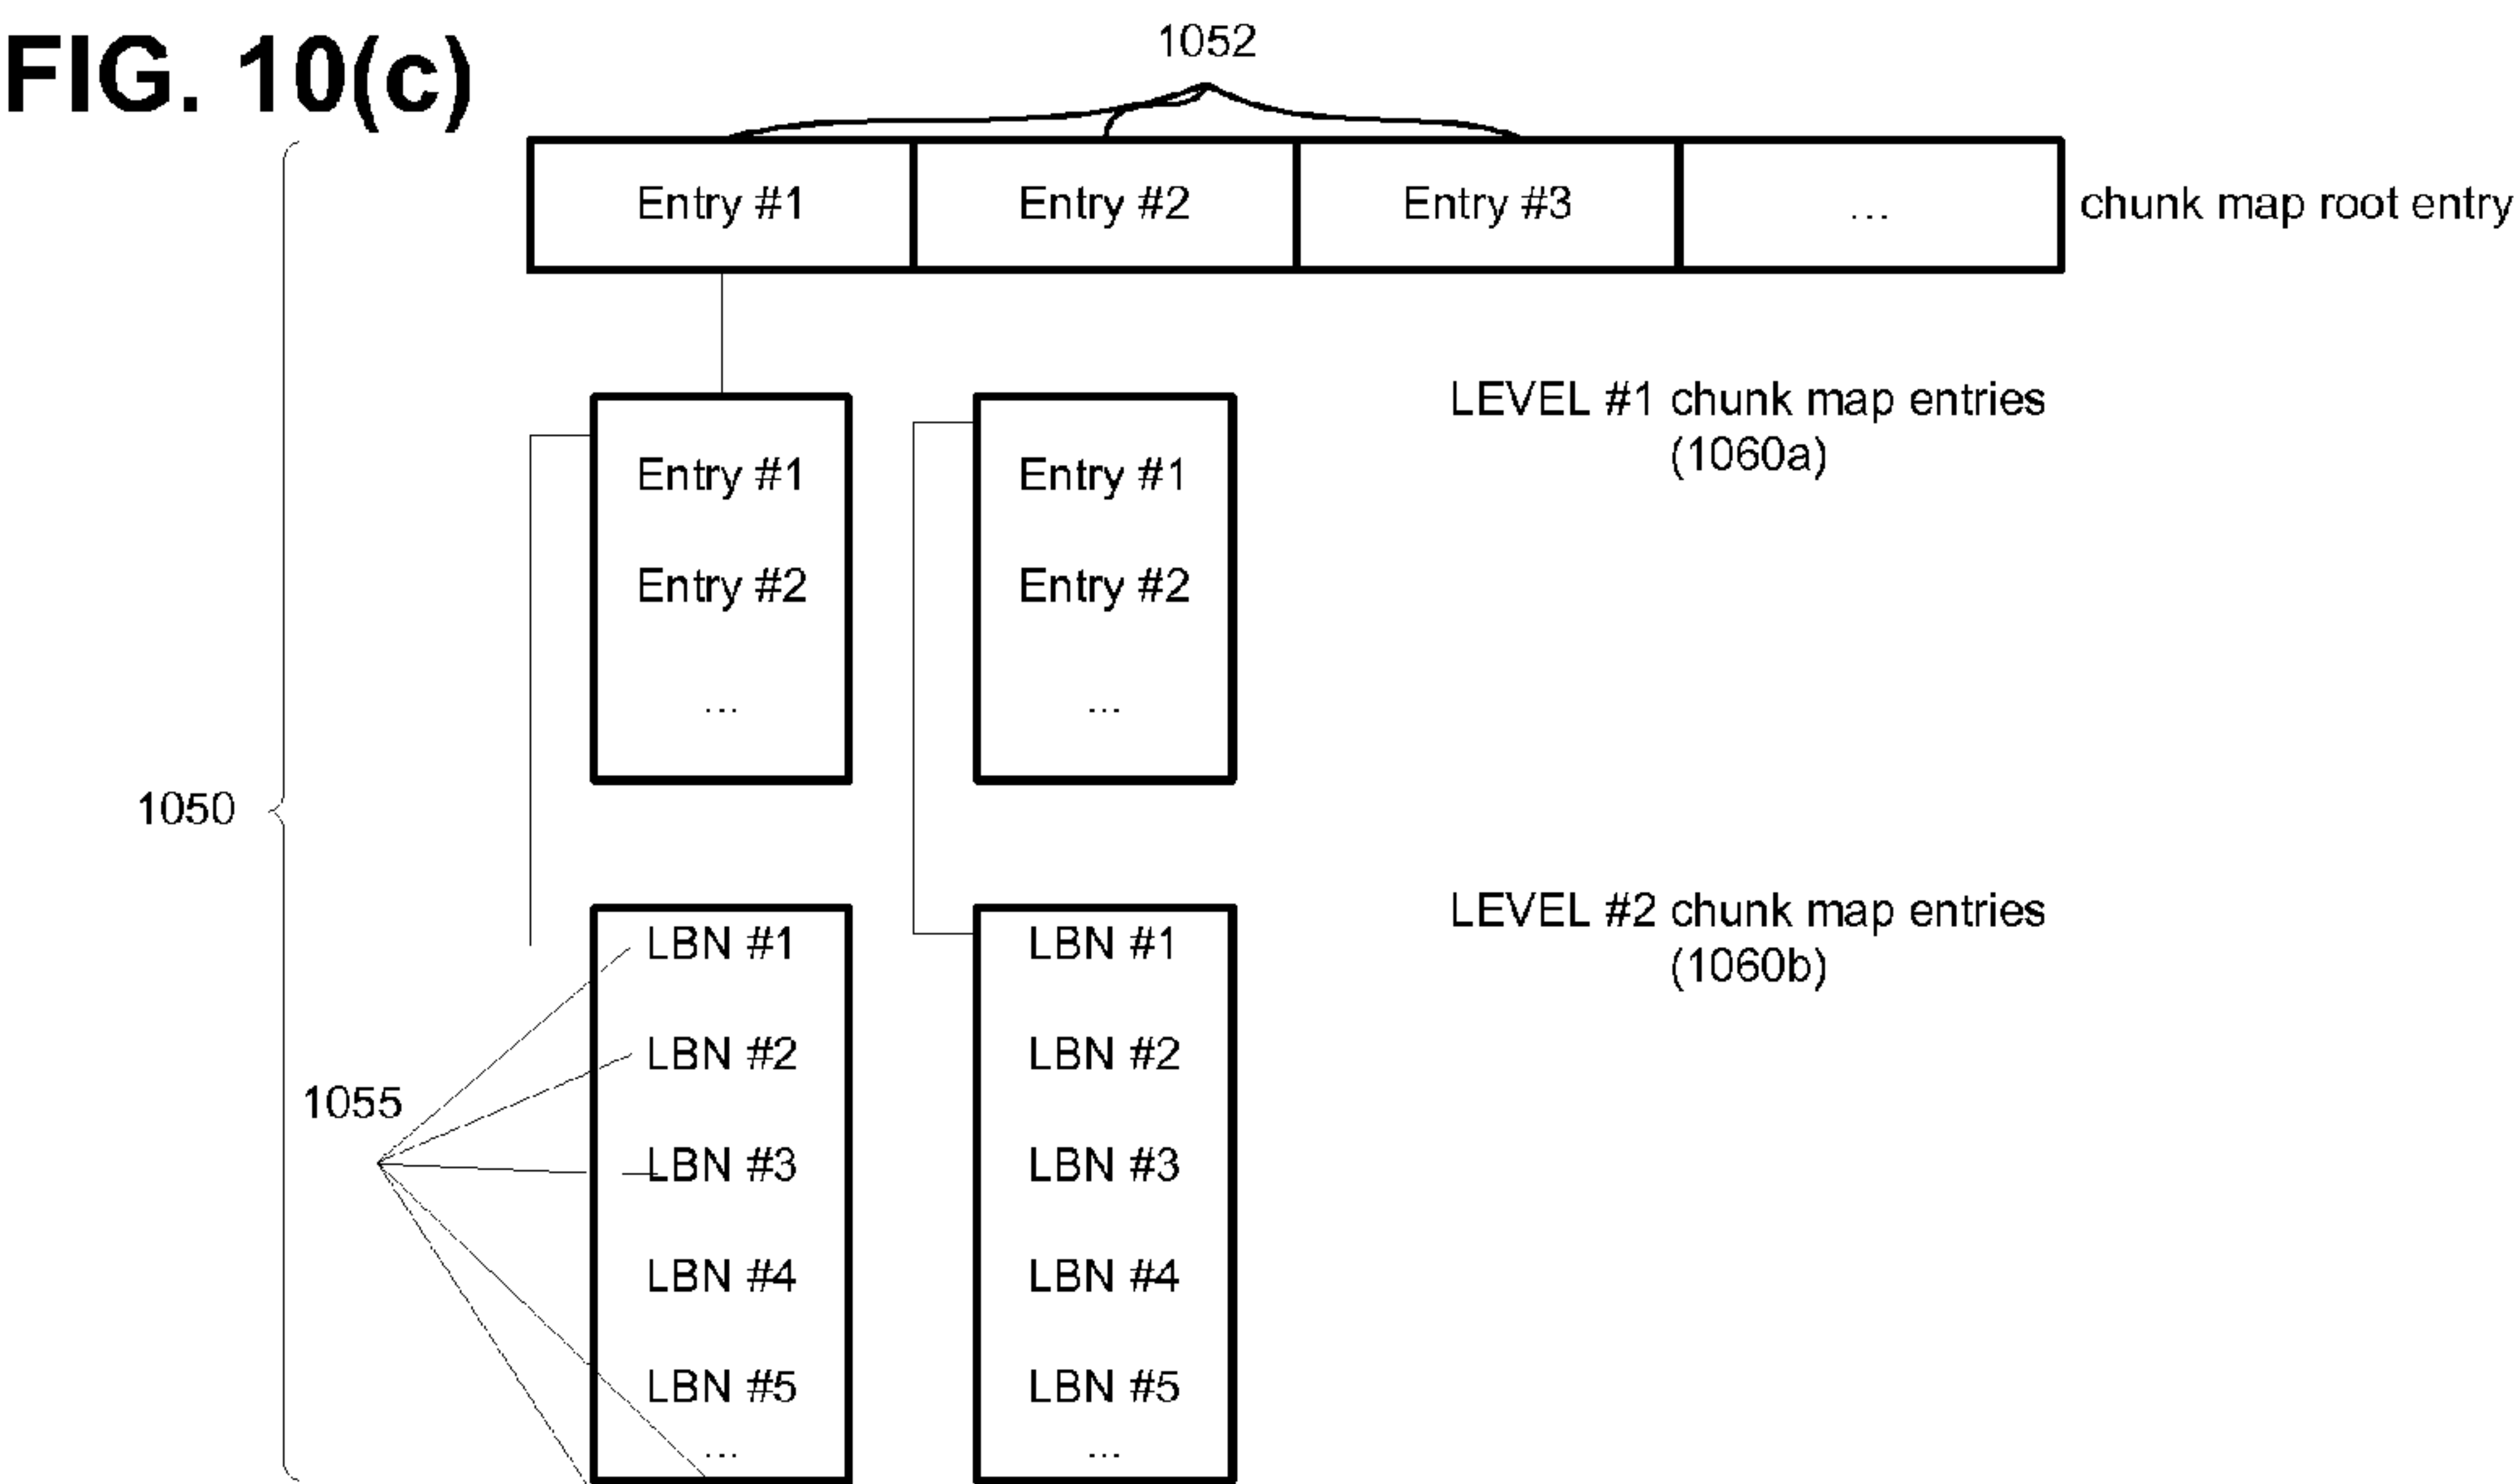 FIG. 10(c)
1052
Entry #1 Entry #2 Entry #3 ... chunk map root entry
LEVEL #1 chunk map entries
(1060a)
Entry #1 Entry #1
Entry #2 Entry #2
... ...
1050
LEVEL #2 chunk map entries
(1060b)
LBN #1 LBN #1
LBN #2 LBN #2
1055
LBN #3 LBN #3
LBN #4 LBN #4
LBN #5 LBN #5
... ...